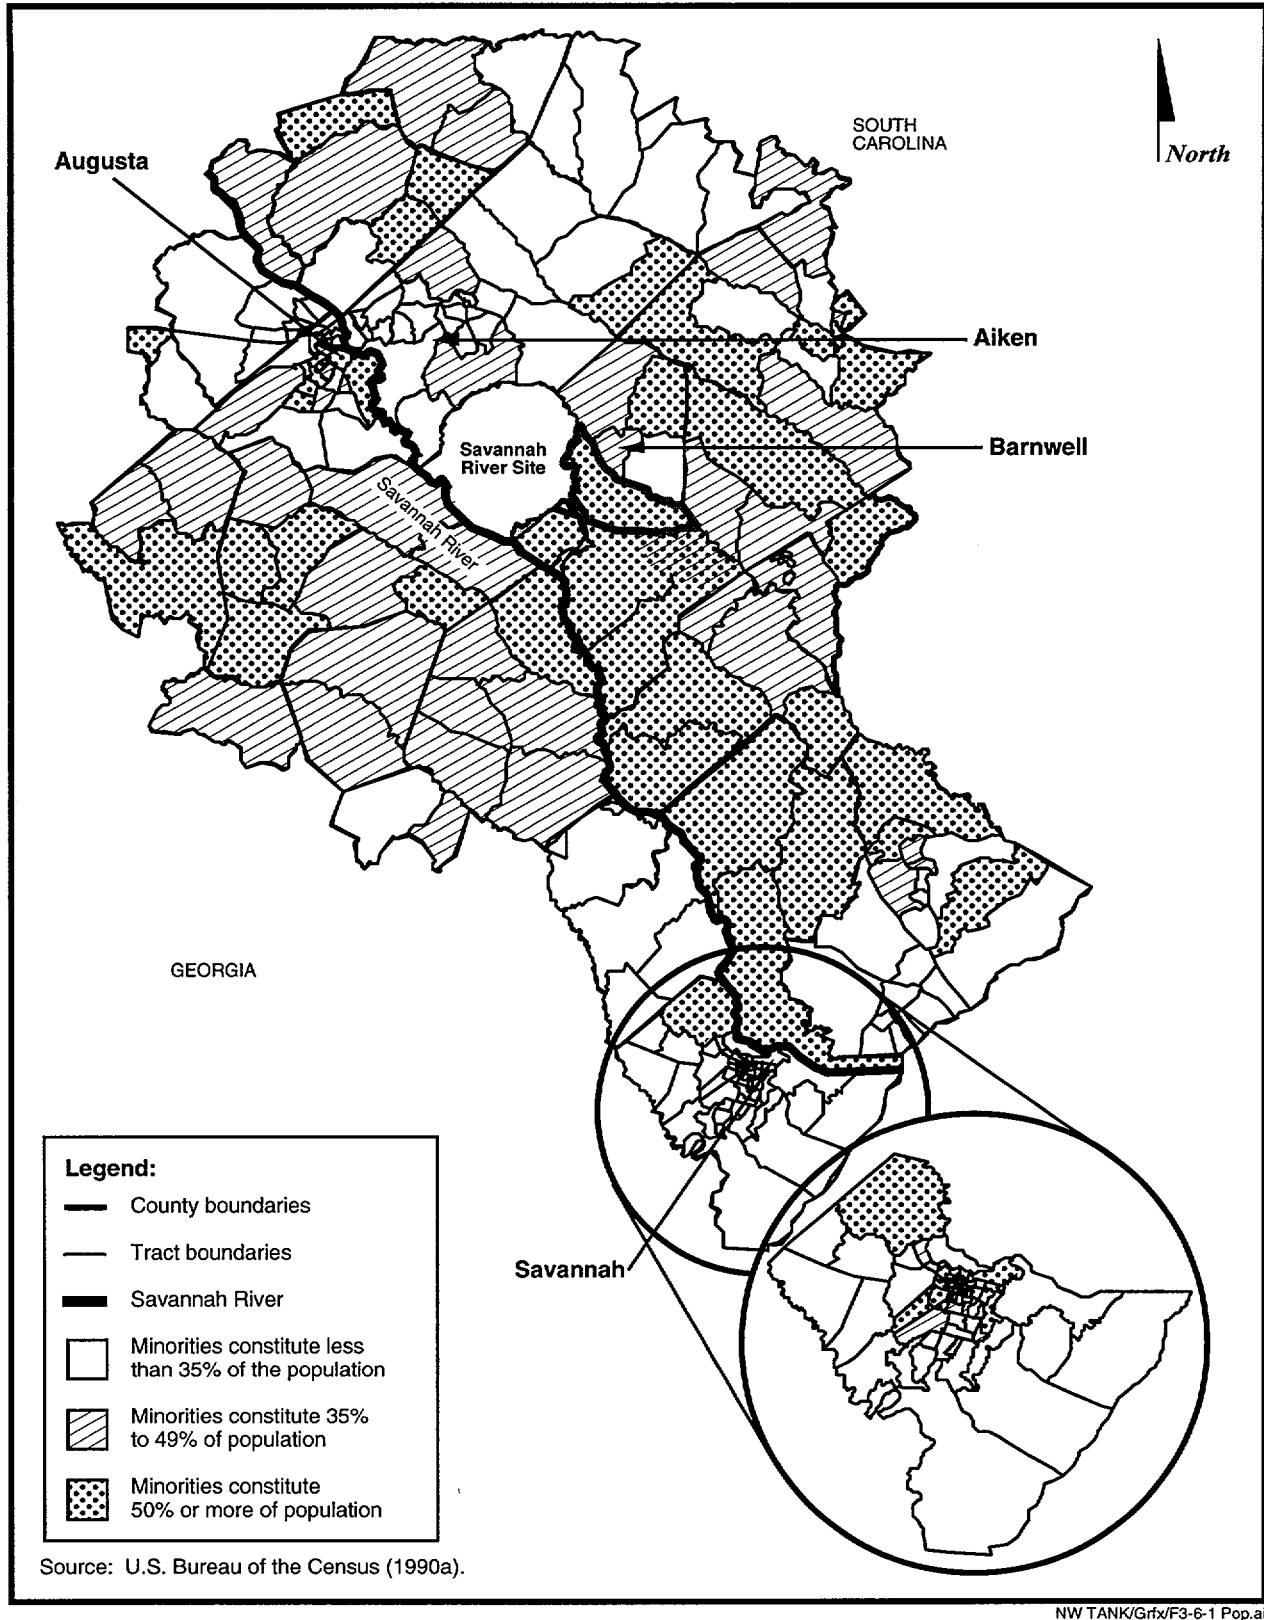 SOUTH
CAROLINA
North
Augusta
Aiken
Barnwell
Savannah
River Site
Savannah River
GEORGIA
Savannah
Legend:
County boundaries
Tract boundaries
Savannah River
Minorities constitute less
than 35% of the population
Minorities constitute 35%
to 49% of population
Minorities constitute
50% or more of population
Source: U.S. Bureau of the Census (1990a).
NW TANK/Grfx/F3-6-1 Pop.ai